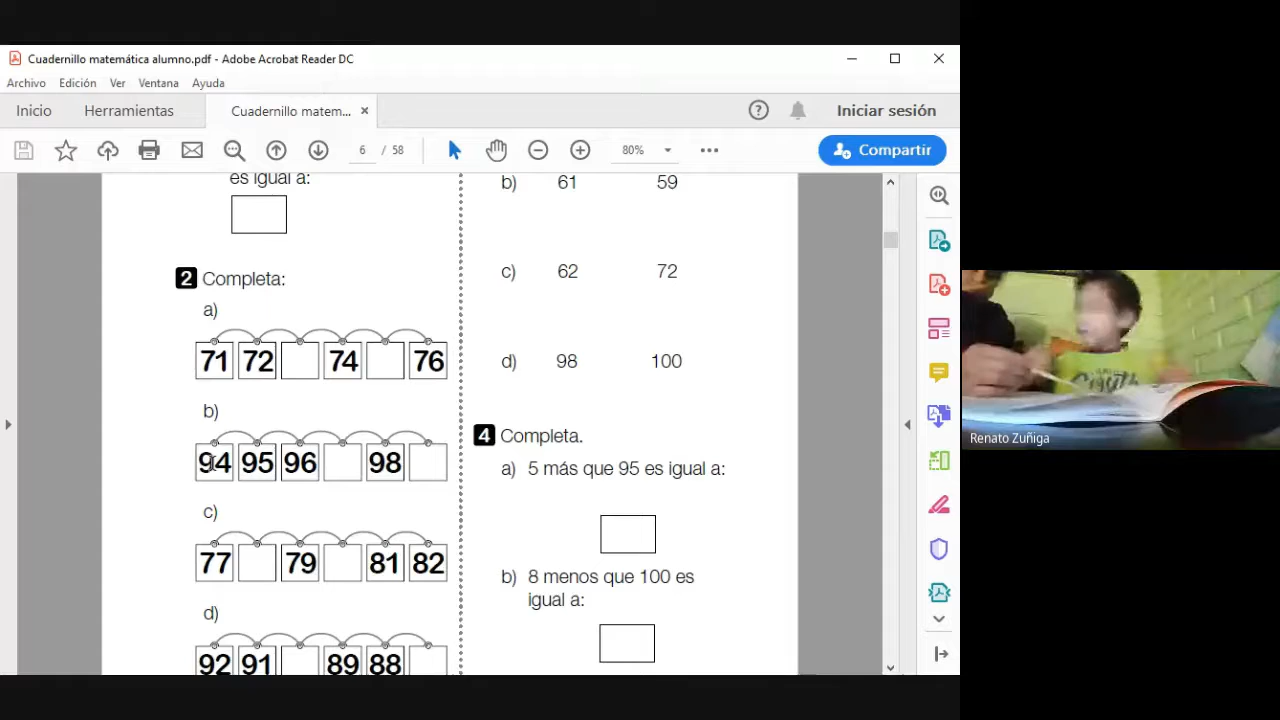 Cuadernillo matemática alumno.pdf - Adobe Acrobat Reader DC
Archivo Edición Ver Ventana Ayuda
Inicio Herramientas Cuadernillo matem... Iniciar sesión
6 / 58 80% Compartir
es igual a:
2 Completa:
a)
71 72 74 76
b)
94 95 96 98
c)
77 79 81 82
d)
92 91 89 88
b) 61 59
c) 62 72
d) 98 100
4 Completa.
a) 5 más que 95 es igual a:
b) 8 menos que 100 es
igual a:
Renato Zuñiga